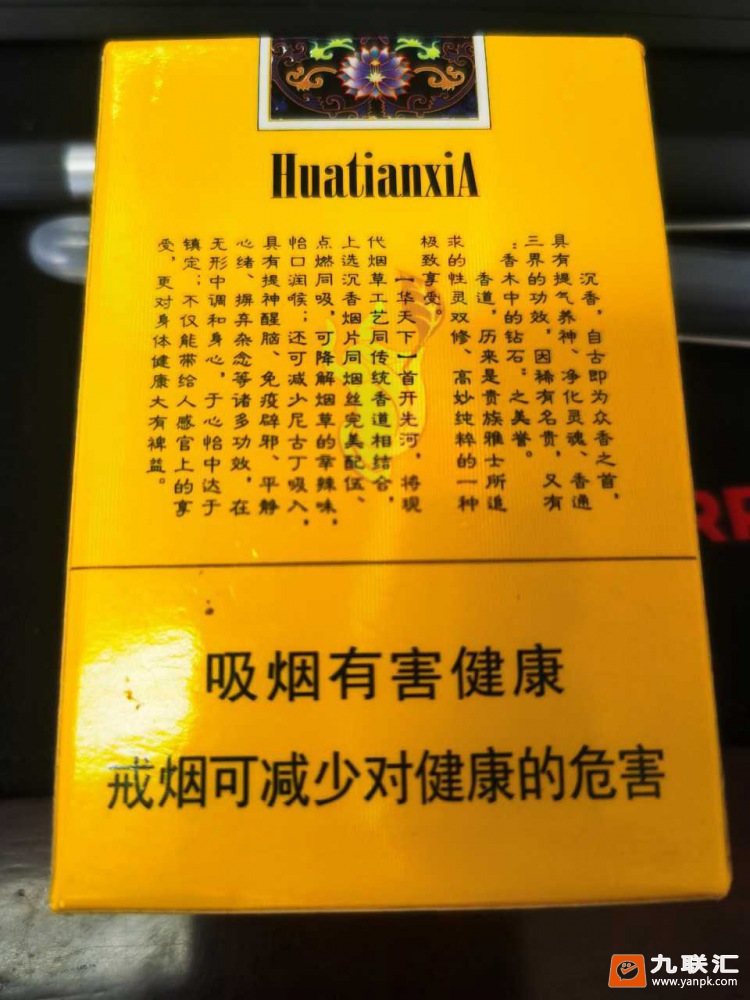 HuatianxiA
沉香，自古即为众香之首，
具有提气养神、净化灵魂、香通
三界的功效，因稀有名贵，又有
“香木中的钻石”之美誉。
香道，历来是贵族雅士所追
求的性灵双修、高妙纯粹的一种
极致享受。
“华天下”首开先河，将现
代烟草工艺同传统香道相结合，
上选沉香烟片同烟丝完美配伍、
点燃同吸，可降解烟草的辛辣味，
怡口润喉；还可减少尼古丁吸入，
具有提神醒脑、免疫辟邪、平静
心绪、摒弃杂念等诸多功效，在
无形中调和身心，于心怡中达于
镇定；不仅能带给人感官上的享
受，更对身体健康大有裨益。
吸烟有害健康
戒烟可减少对健康的危害
九联汇
www.yanpk.com